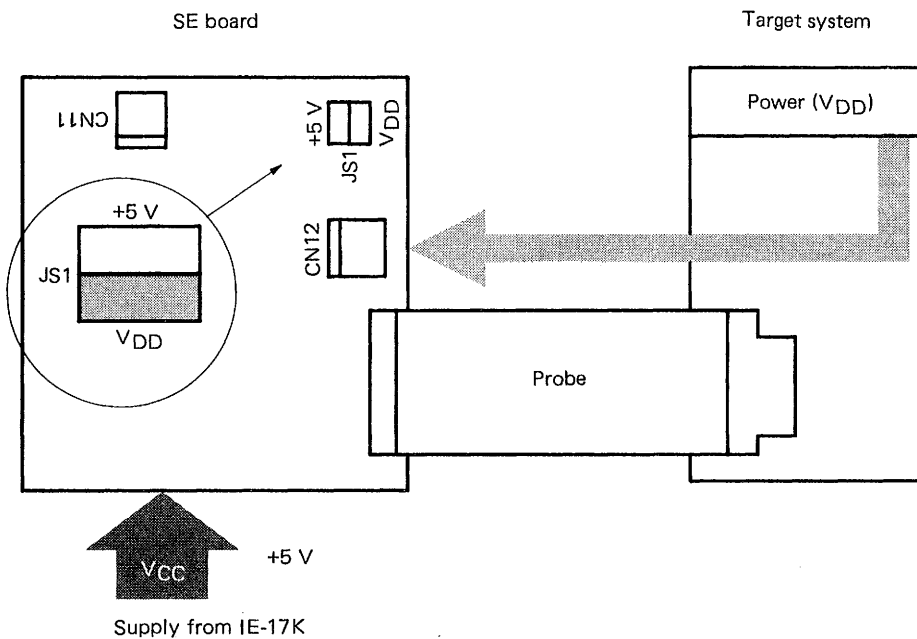 SE board
Target system
CN11
+5 V
JS1
VDD
Power (VDD)
+5 V
JS1
VDD
CN12
Probe
VCC
+5 V
Supply from IE-17K